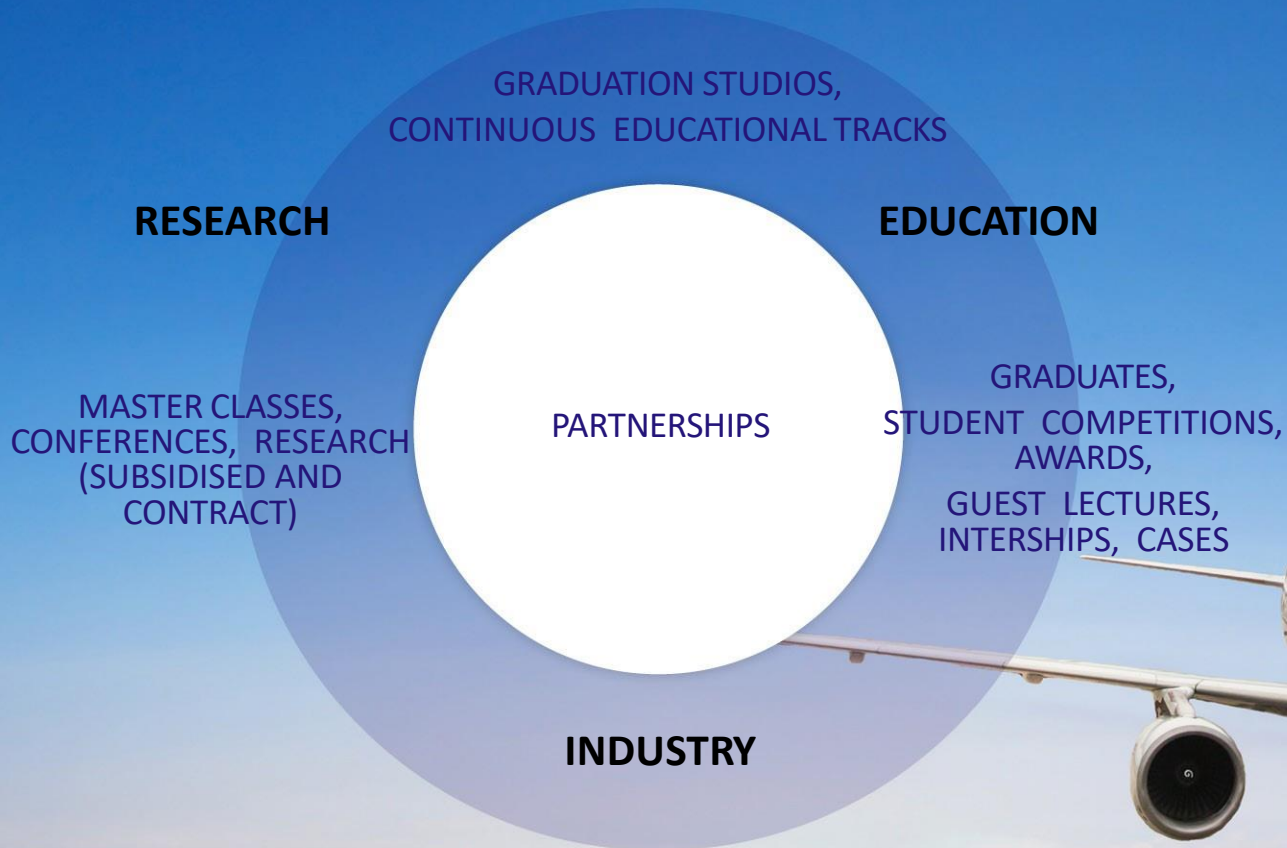 GRADUATION STUDIOS,
CONTINUOUS EDUCATIONAL TRACKS
RESEARCH
EDUCATION
MASTER CLASSES,
CONFERENCES, RESEARCH
(SUBSIDISED AND
CONTRACT)
PARTNERSHIPS
GRADUATES,
STUDENT COMPETITIONS,
AWARDS,
GUEST LECTURES,
INTERSHIPS, CASES
INDUSTRY